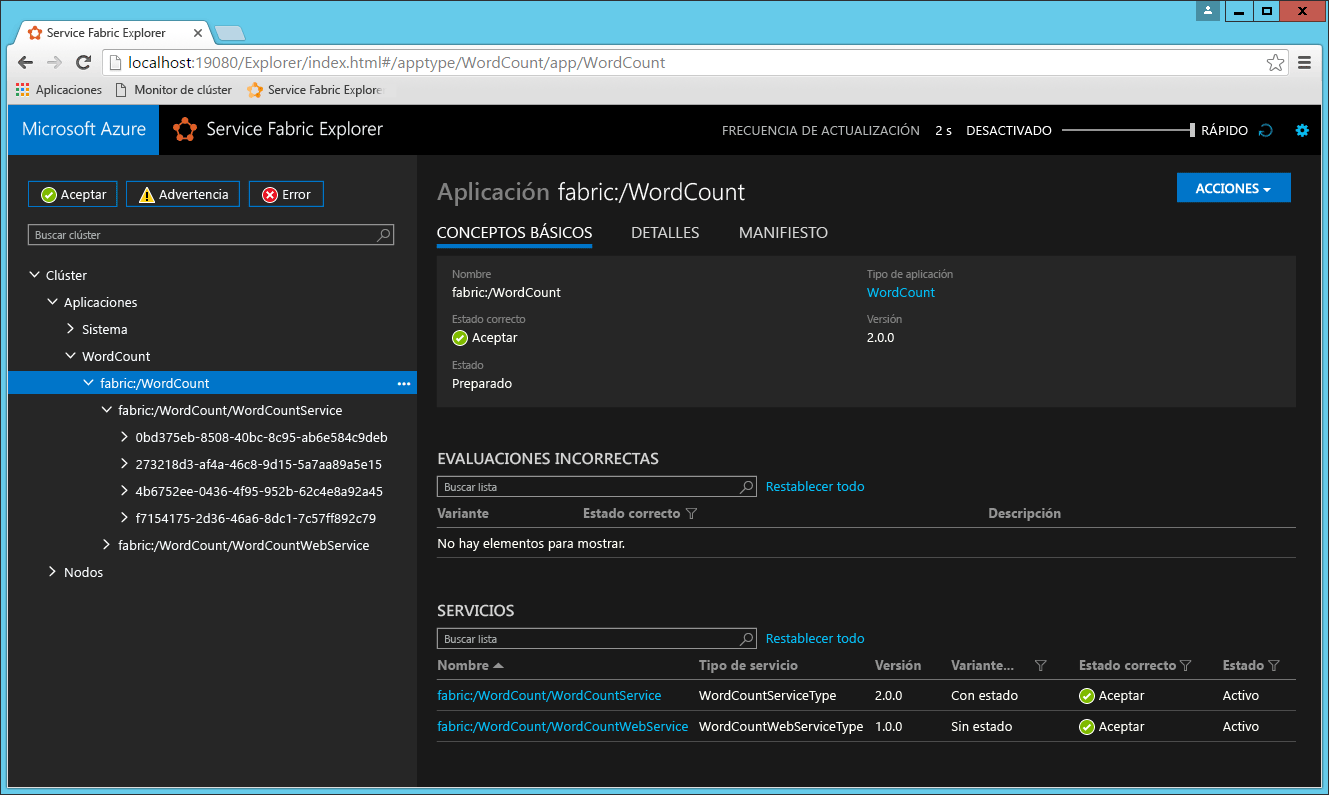 Service Fabric Explorer
localhost:19080/Explorer/index.html#/apptype/WordCount/app/WordCount
Aplicaciones Monitor de clúster Service Fabric Explore
Microsoft Azure Service Fabric Explorer FRECUENCIA DE ACTUALIZACIÓN 2 s DESACTIVADO RÁPIDO
Aceptar Advertencia Error
Buscar clúster
Clúster
Aplicaciones
Sistema
WordCount
fabric:/WordCount
fabric:/WordCount/WordCountService
0bd375eb-8508-40bc-8c95-ab6e584c9deb
273218d3-af4a-46c8-9d15-5a7aa89a5e15
4b6752ee-0436-4f95-952b-62c4e8a92a45
f7154175-2d36-46a6-8dc1-7c57ff892c79
fabric:/WordCount/WordCountWebService
Nodos
Aplicación fabric:/WordCount
ACCIONES
CONCEPTOS BÁSICOS DETALLES MANIFIESTO
Nombre Tipo de aplicación
fabric:/WordCount WordCount
Estado correcto Versión
Aceptar 2.0.0
Estado
Preparado
EVALUACIONES INCORRECTAS
Buscar lista Restablecer todo
Variante Estado correcto Descripción
No hay elementos para mostrar.
SERVICIOS
Buscar lista Restablecer todo
Nombre Tipo de servicio Versión Variante... Estado correcto Estado
fabric:/WordCount/WordCountService WordCountServiceType 2.0.0 Con estado Aceptar Activo
fabric:/WordCount/WordCountWebService WordCountWebServiceType 1.0.0 Sin estado Aceptar Activo